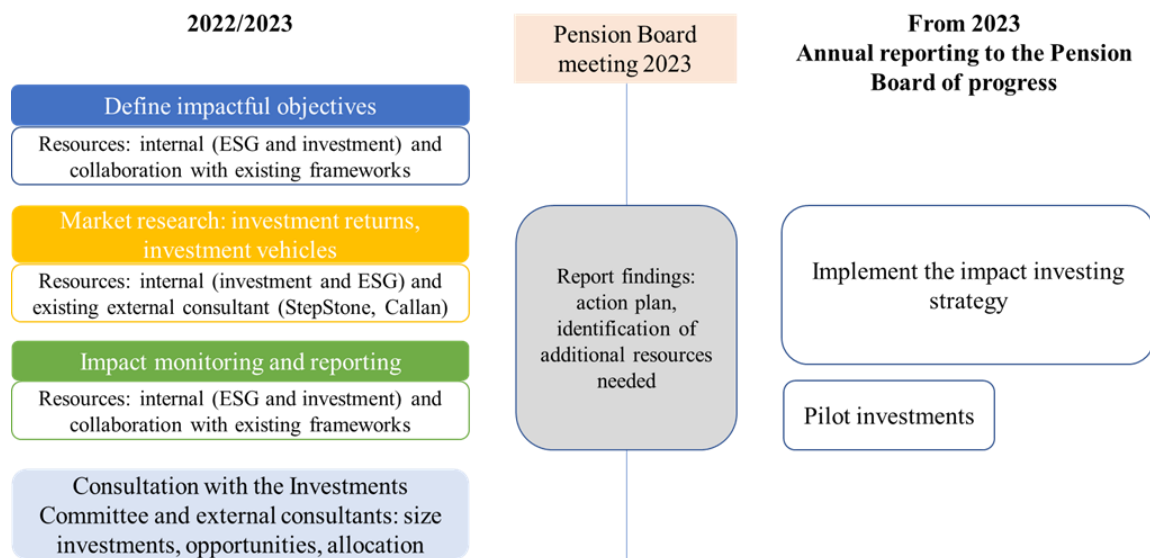 2022/2023
Define impactful objectives
Resources: internal (ESG and investment) and
collaboration with existing frameworks
Market research: investment returns,
investment vehicles
Resources: internal (investment and ESG) and
existing external consultant (StepStone, Callan)
Impact monitoring and reporting
Resources: internal (ESG and investment) and
collaboration with existing frameworks
Consultation with the Investments
Committee and external consultants: size
investments, opportunities, allocation
Pension Board
meeting 2023
Report findings:
action plan,
identification of
additional resources
needed
From 2023
Annual reporting to the Pension
Board of progress
Implement the impact investing
strategy
Pilot investments